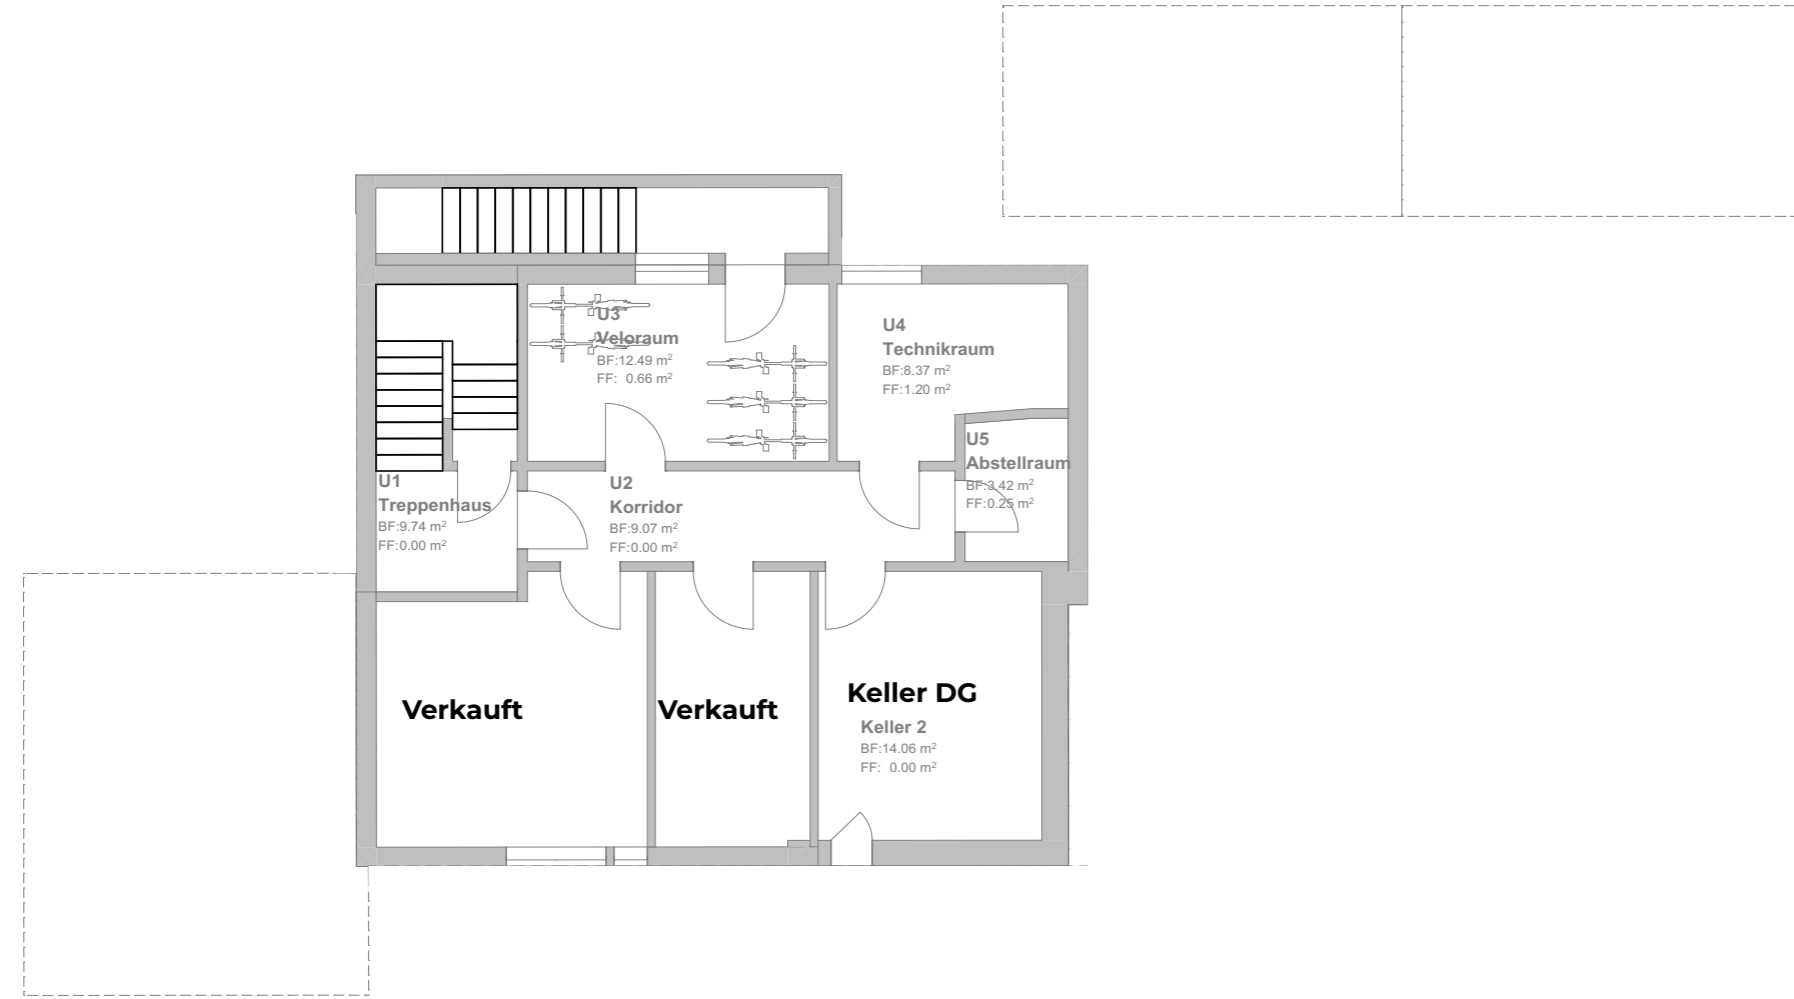 U3
Veloraum
BF:12.49 m²
FF: 0.66 m²
U4
Technikraum
BF:8.37 m²
FF:1.20 m²
U5
Abstellraum
BF:3.42 m²
FF:0.25 m²
U1
Treppenhaus
BF:9.74 m²
FF:0.00 m²
U2
Korridor
BF:9.07 m²
FF:0.00 m²
Verkauft
Verkauft
Keller DG
Keller 2
BF:14.06 m²
FF: 0.00 m²